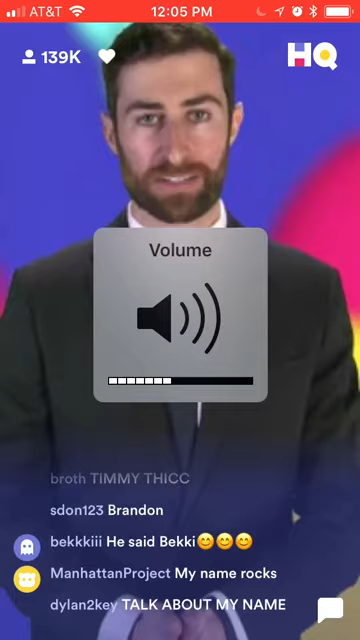 AT&T 12:05 PM
139K HQ
Volume
broth TIMMY THICC
sdon123 Brandon
bekkkiii He said Bekki😊😊😊
ManhattanProject My name rocks
dylan2key TALK ABOUT MY NAME